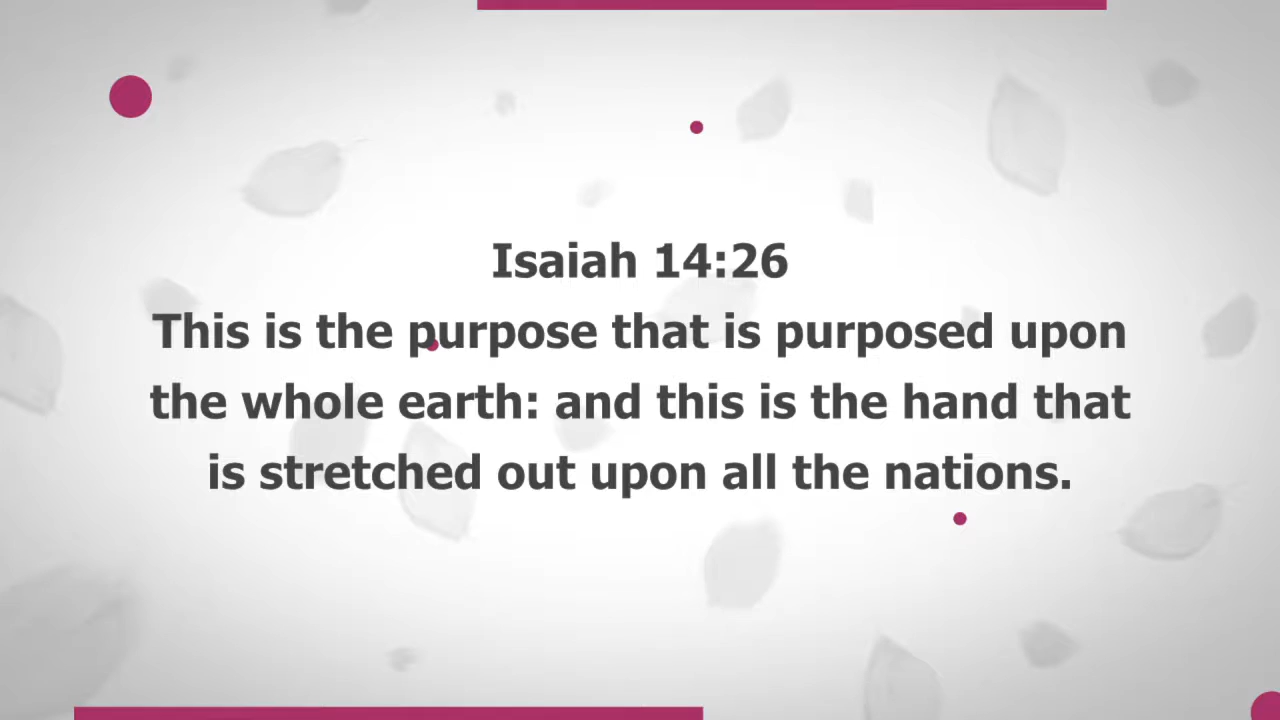 Isaiah 14:26
This is the purpose that is purposed upon
the whole earth: and this is the hand that
is stretched out upon all the nations.